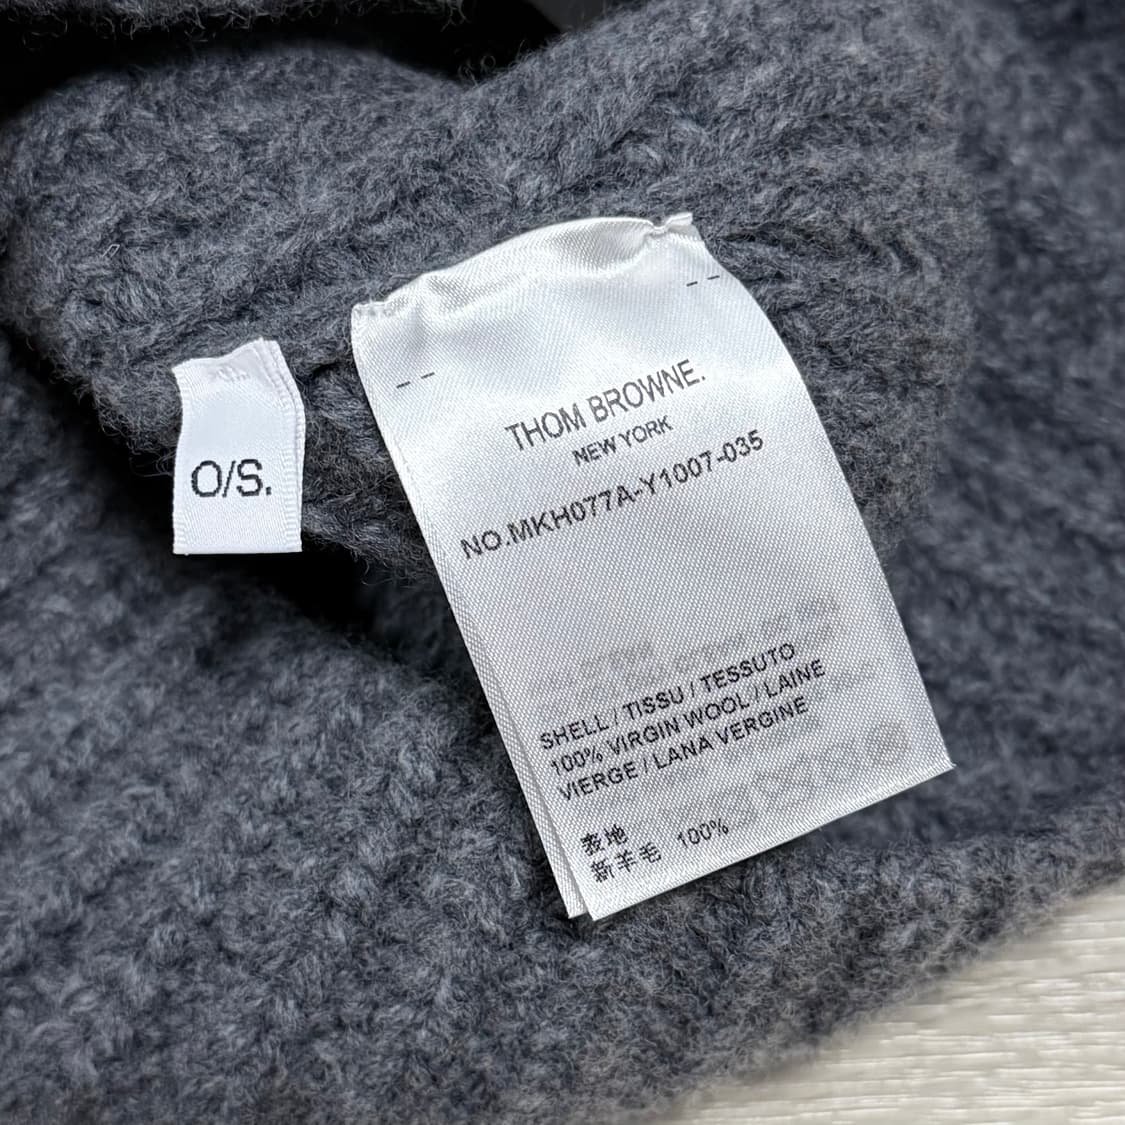 O/S.
THOM BROWNE.
NEW YORK
NO.MKH077A-Y1007-035
SHELL / TISSU / TESSUTO
100% VIRGIN WOOL / LAINE
VIERGE / LANA VERGINE
表地
新羊毛 100%